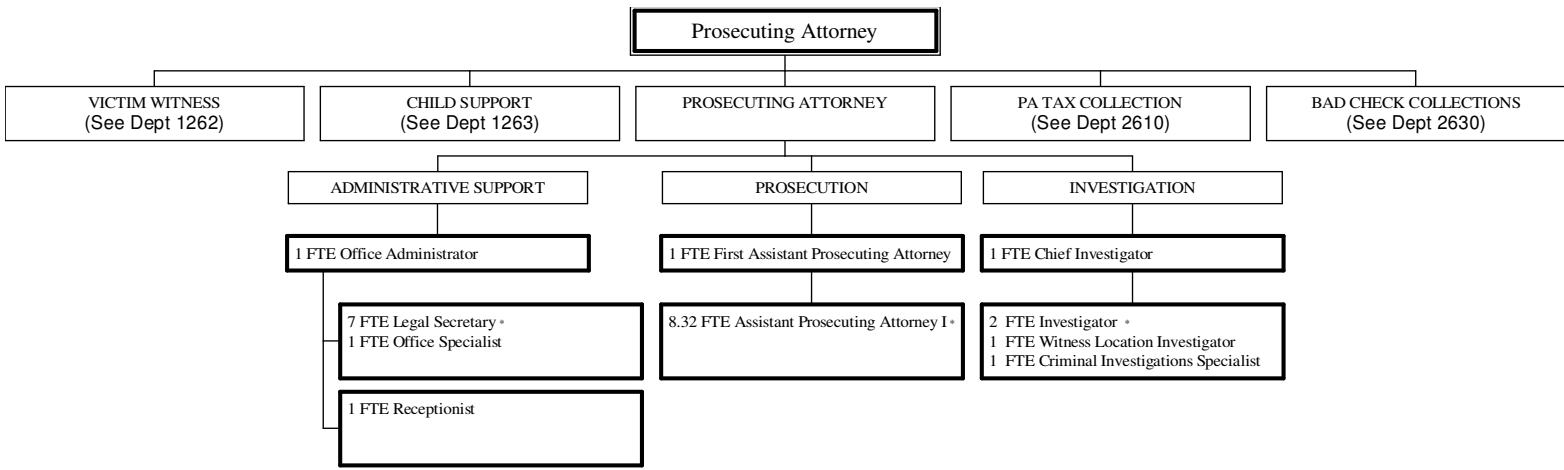 Prosecuting Attorney
VICTIM WITNESS
(See Dept 1262)
CHILD SUPPORT
(See Dept 1263)
PROSECUTING ATTORNEY
PA TAX COLLECTION
(See Dept 2610)
BAD CHECK COLLECTIONS
(See Dept 2630)
ADMINISTRATIVE SUPPORT
PROSECUTION
INVESTIGATION
1 FTE Office Administrator
1 FTE First Assistant Prosecuting Attorney
1 FTE Chief Investigator
7 FTE Legal Secretary *
1 FTE Office Specialist
8.32 FTE Assistant Prosecuting Attorney I *
2 FTE Investigator *
1 FTE Witness Location Investigator
1 FTE Criminal Investigations Specialist
1 FTE Receptionist